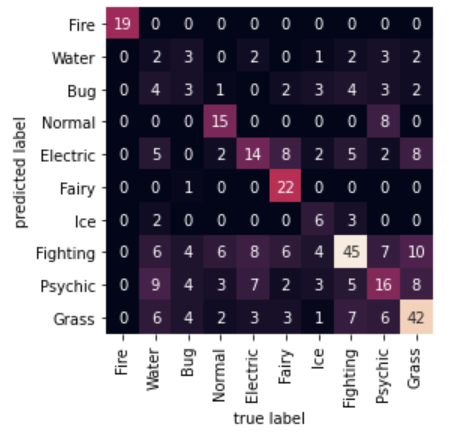 Fire 19 0 0 0 0 0 0 0 0 0
Water 0 2 3 0 2 0 1 2 3 2
Bug 0 4 3 1 0 2 3 4 3 2
Normal 0 0 0 15 0 0 0 0 8 0
Electric 0 5 0 2 14 8 2 5 2 8
Fairy 0 0 1 0 0 22 0 0 0 0
Ice 0 2 0 0 0 0 6 3 0 0
Fighting 0 6 4 6 8 6 4 45 7 10
Psychic 0 9 4 3 7 2 3 5 16 8
Grass 0 6 4 2 3 3 1 7 6 42
predicted label
Fire Water Bug Normal Electric Fairy Ice Fighting Psychic Grass
true label